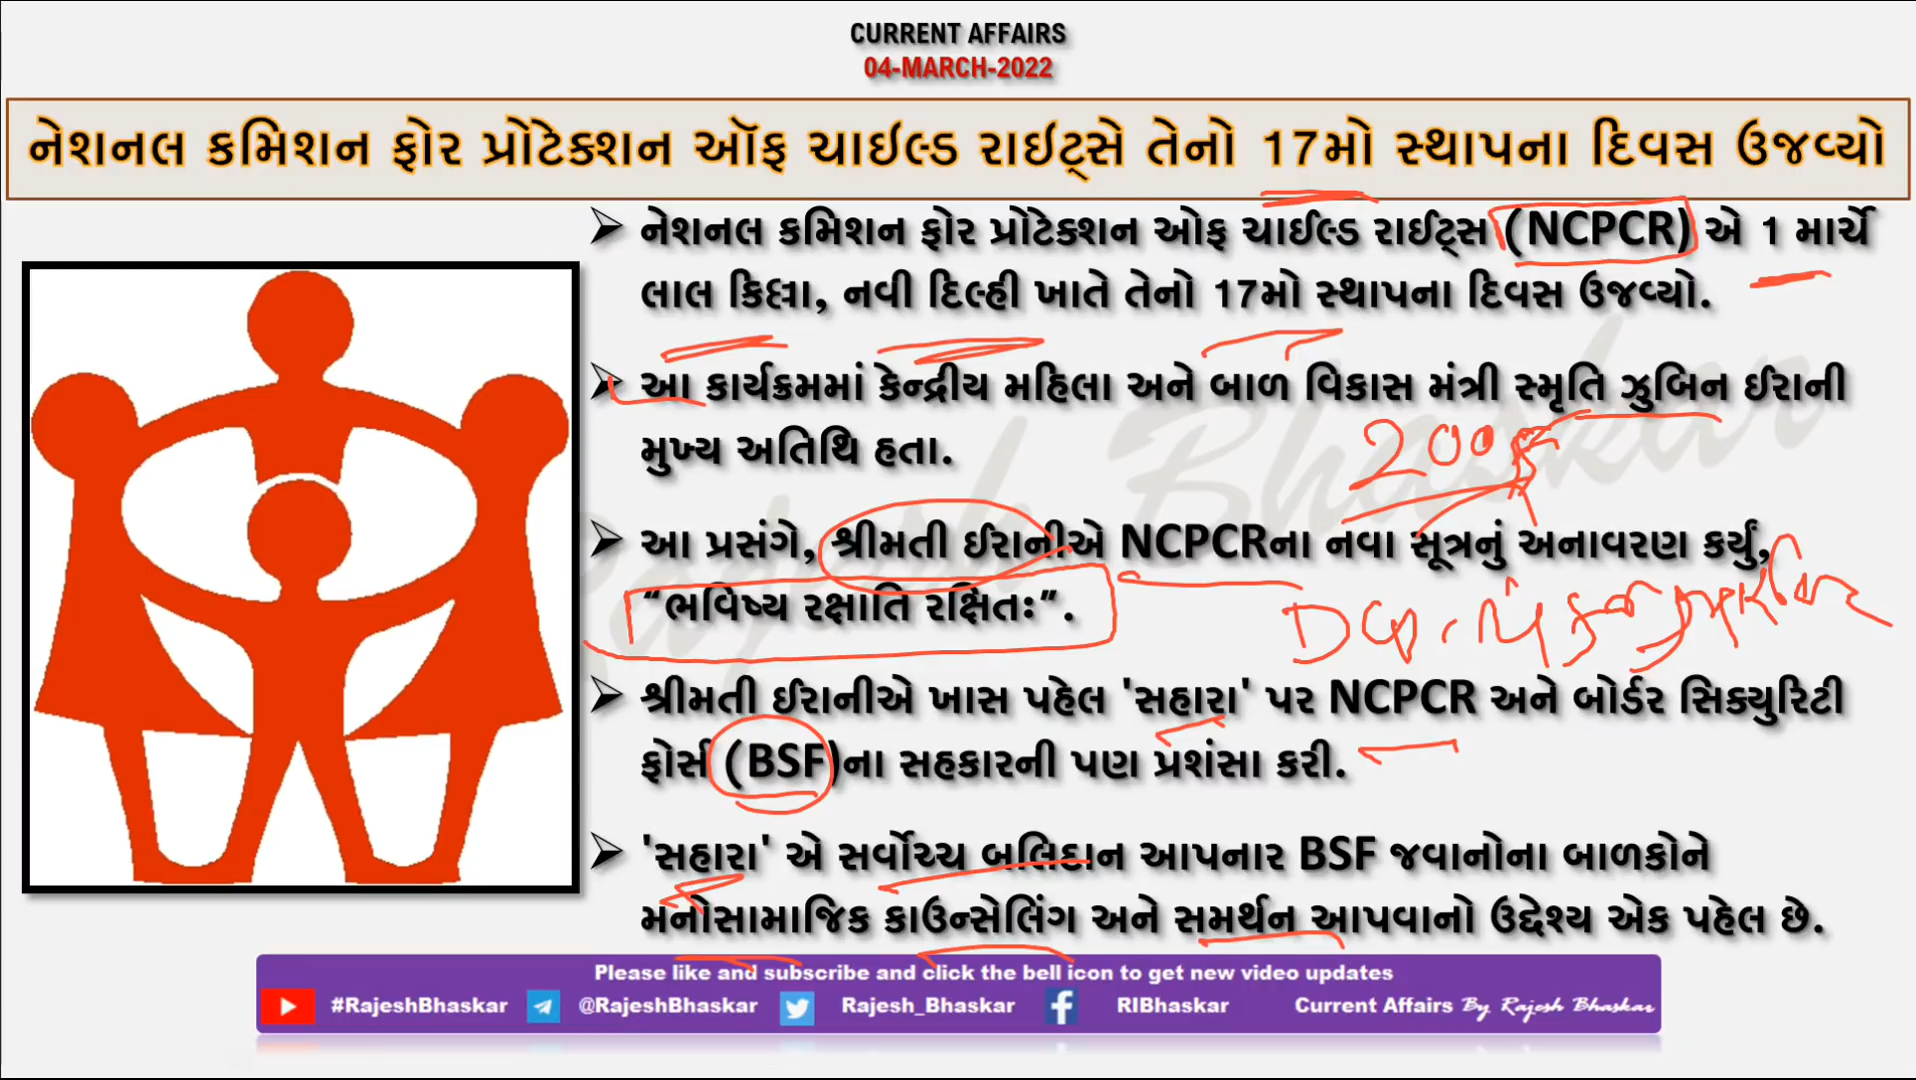 CURRENT AFFAIRS
04-MARCH-2022
નેશનલ કમિશન ફોર પ્રોટેક્શન ઑફ ચાઇલ્ડ રાઇટ્સે તેનો 17મો સ્થાપના દિવસ ઉજવ્યો
➢ નેશનલ કમિશન ફોર પ્રોટેક્શન ઓફ ચાઈલ્ડ રાઈટ્સ (NCPCR) એ 1 માર્ચે
લાલ કિલ્લા, નવી દિલ્હી ખાતે તેનો 17મો સ્થાપના દિવસ ઉજવ્યો.
➢ આ કાર્યક્રમમાં કેન્દ્રીય મહિલા અને બાળ વિકાસ મંત્રી સ્મૃતિ ઝુબિન ઈરાની
મુખ્ય અતિથિ હતા.
200
➢ આ પ્રસંગે, શ્રીમતી ઈરાનીએ NCPCRના નવા સૂત્રનું અનાવરણ કર્યું,
“ભવિષ્ય રક્ષાતિ રક્ષિતઃ”.
➢ શ્રીમતી ઈરાનીએ ખાસ પહેલ 'સહારા' પર NCPCR અને બોર્ડર સિક્યુરિટી
ફોર્સ (BSF)ના સહકારની પણ પ્રશંસા કરી.
➢ 'સહારા' એ સર્વોચ્ચ બલિદાન આપનાર BSF જવાનોના બાળકોને
મનોસામાજિક કાઉન્સેલિંગ અને સમર્થન આપવાનો ઉદ્દેશ્ય એક પહેલ છે.
Rajesh Bhaskar
Please like and subscribe and click the bell icon to get new video updates
#RajeshBhaskar @RajeshBhaskar Rajesh_Bhaskar RIBhaskar Current Affairs By Rajesh Bhaskar